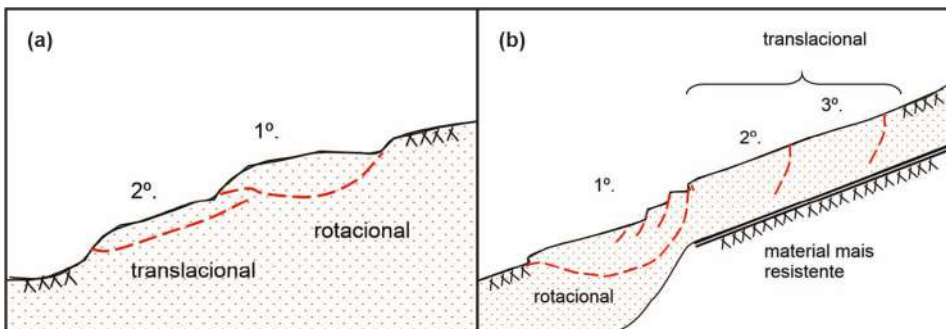 (a)
1º.
2º.
rotacional
translacional
(b)
translacional
3º.
2º.
1º.
rotacional
material mais
resistente